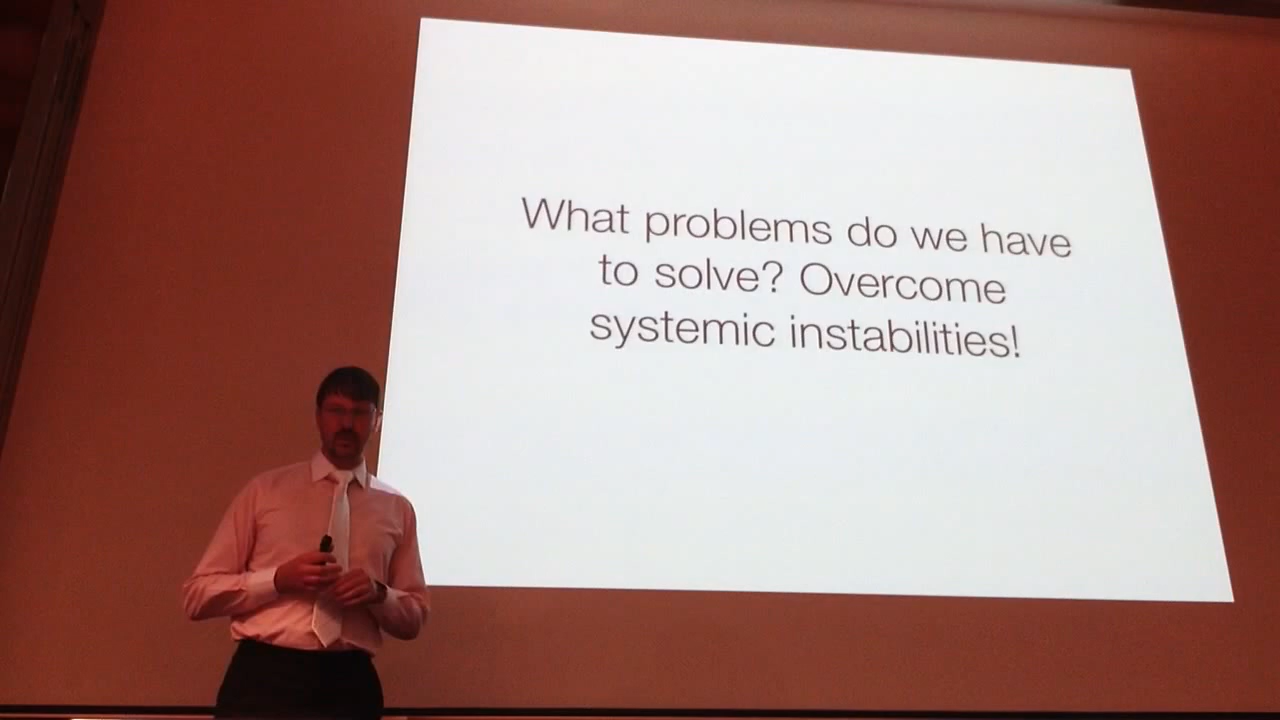 What problems do we have
to solve? Overcome
systemic instabilities!